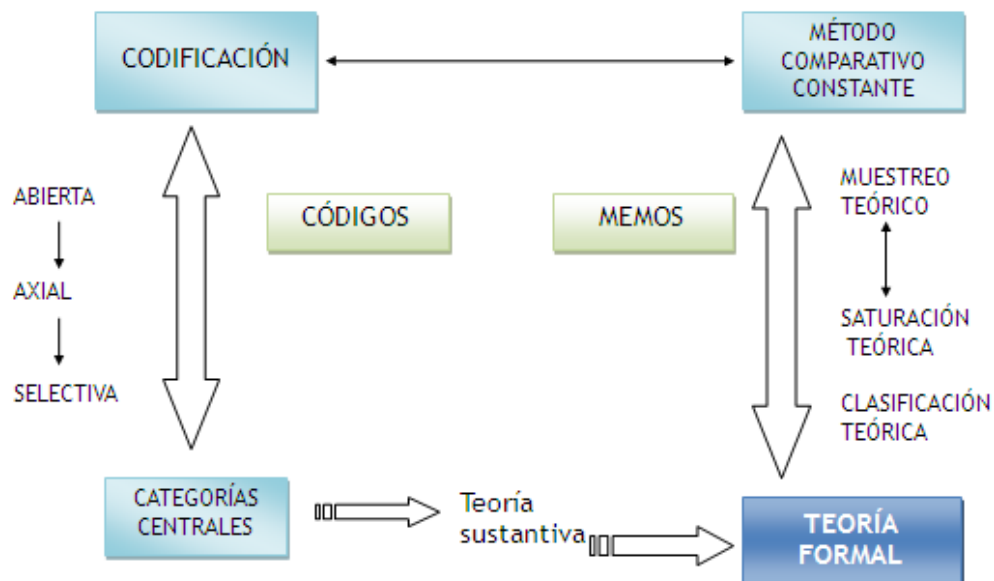 CODIFICACIÓN
MÉTODO
COMPARATIVO
CONSTANTE
ABIERTA
AXIAL
SELECTIVA
CÓDIGOS
MEMOS
MUESTREO
TEÓRICO
SATURACIÓN
TEÓRICA
CLASIFICACIÓN
TEÓRICA
CATEGORÍAS
CENTRALES
Teoría
sustantiva
TEORÍA
FORMAL